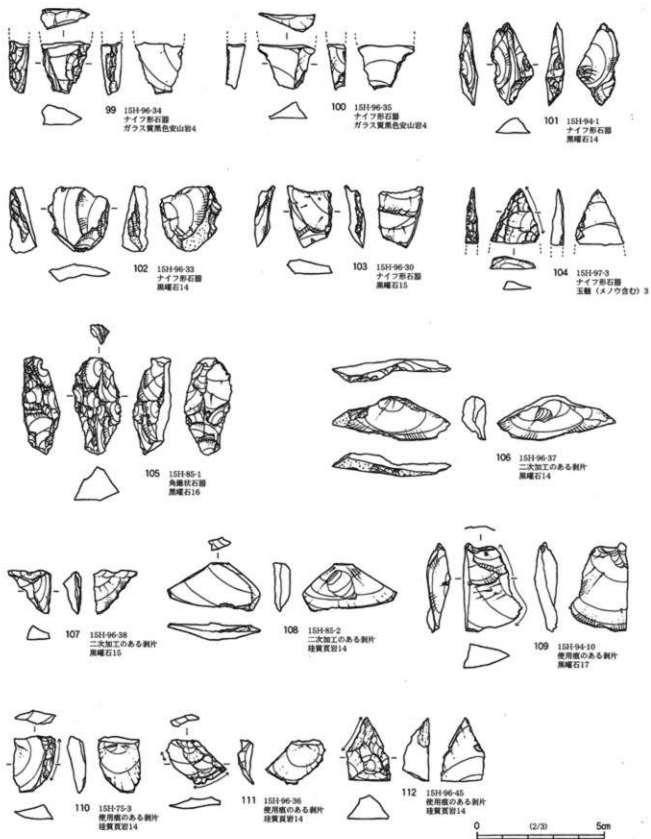 99
15H-96-34
ナイフ形石器
ガラス質黒色安山岩4
100
15H-96-35
ナイフ形石器
ガラス質黒色安山岩4
101
15H-94-1
ナイフ形石器
黒曜石14
102
15H-96-33
ナイフ形石器
黒曜石14
103
15H-96-30
ナイフ形石器
黒曜石15
104
15H-97-3
ナイフ形石器
玉髄（メノウ含む）3
105
15H-85-1
角錐状石器
黒曜石16
106
15H-96-37
二次加工のある剥片
黒曜石14
107
15H-96-38
二次加工のある剥片
黒曜石15
108
15H-85-2
二次加工のある剥片
珪質頁岩14
109
15H-94-10
使用痕のある剥片
黒曜石17
110
15H-75-3
使用痕のある剥片
珪質頁岩14
111
15H-96-36
使用痕のある剥片
珪質頁岩14
112
15H-96-45
使用痕のある剥片
珪質頁岩14
0 (2/3) 5cm